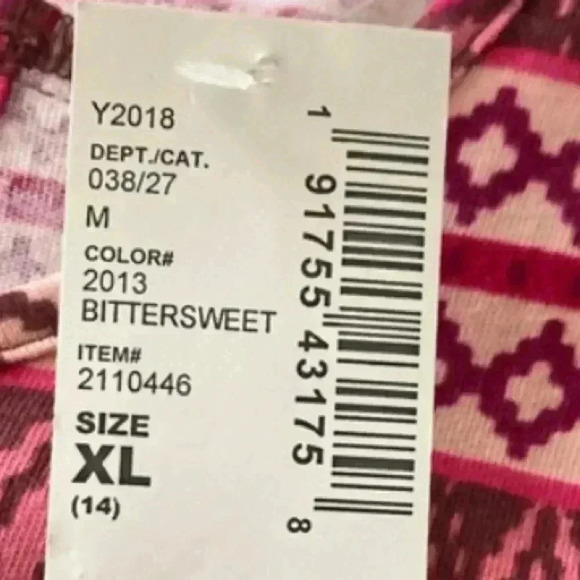 Y2018
DEPT./CAT.
038/27
M
COLOR#
2013
BITTERSWEET
ITEM#
2110446
SIZE
XL
(14)
1 91755 43175 8